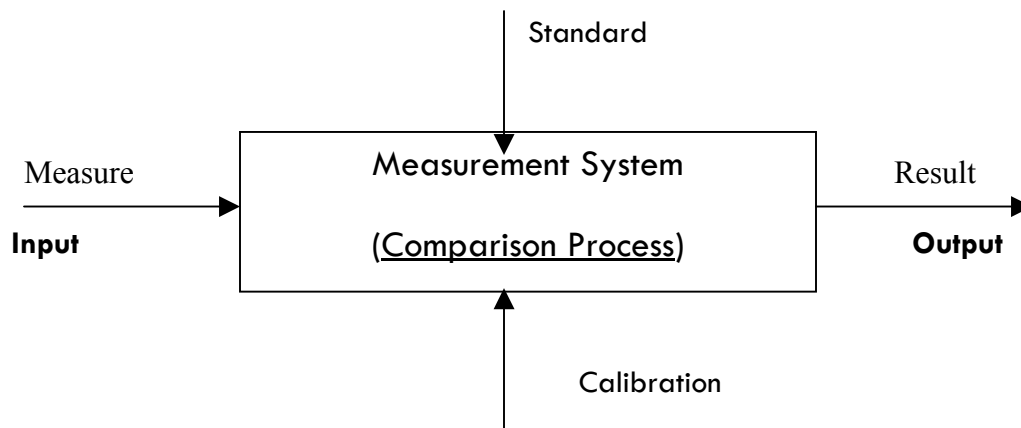 Standard
Measure
Measurement System
Result
Input
(Comparison Process)
Output
Calibration